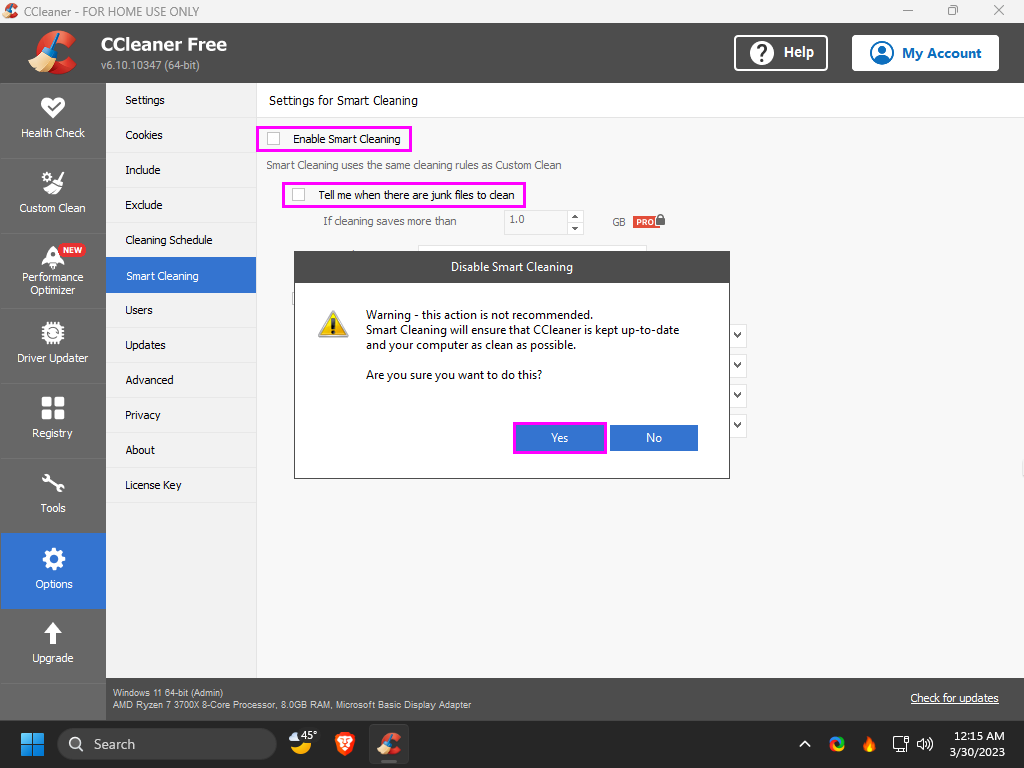 CCleaner - FOR HOME USE ONLY
CCleaner Free
v6.10.10347 (64-bit)
Help
My Account
Health Check
Custom Clean
NEW
Performance
Optimizer
Driver Updater
Registry
Tools
Options
Upgrade
Settings
Cookies
Include
Exclude
Cleaning Schedule
Smart Cleaning
Users
Updates
Advanced
Privacy
About
License Key
Settings for Smart Cleaning
Enable Smart Cleaning
Smart Cleaning uses the same cleaning rules as Custom Clean
Tell me when there are junk files to clean
If cleaning saves more than 1.0 GB PRO
Disable Smart Cleaning
Warning - this action is not recommended.
Smart Cleaning will ensure that CCleaner is kept up-to-date
and your computer as clean as possible.
Are you sure you want to do this?
Yes No
Windows 11 64-bit (Admin)
AMD Ryzen 7 3700X 8-Core Processor, 8.0GB RAM, Microsoft Basic Display Adapter
Check for updates
Search
45°
12:15 AM
3/30/2023